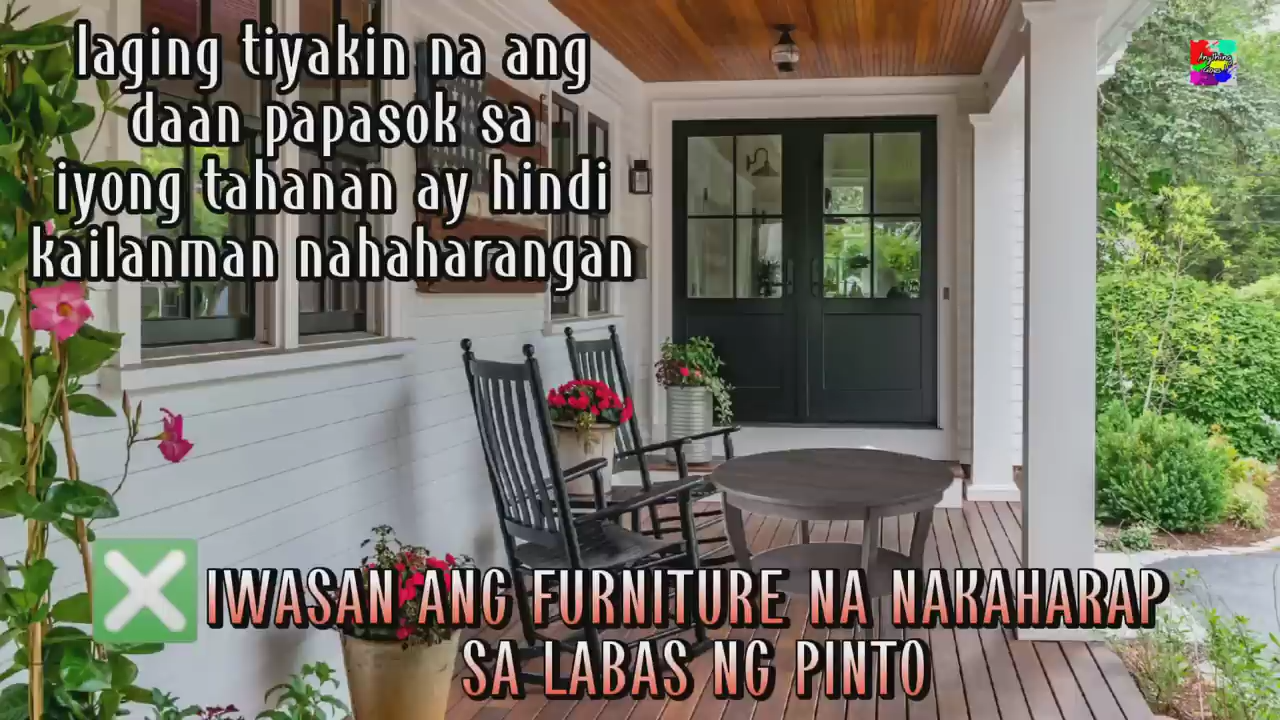 laging tiyakin na ang
daan papasok sa
iyong tahanan ay hindi
kailanman nahaharangan
IWASAN ANG FURNITURE NA NAKAHARAP
SA LABAS NG PINTO